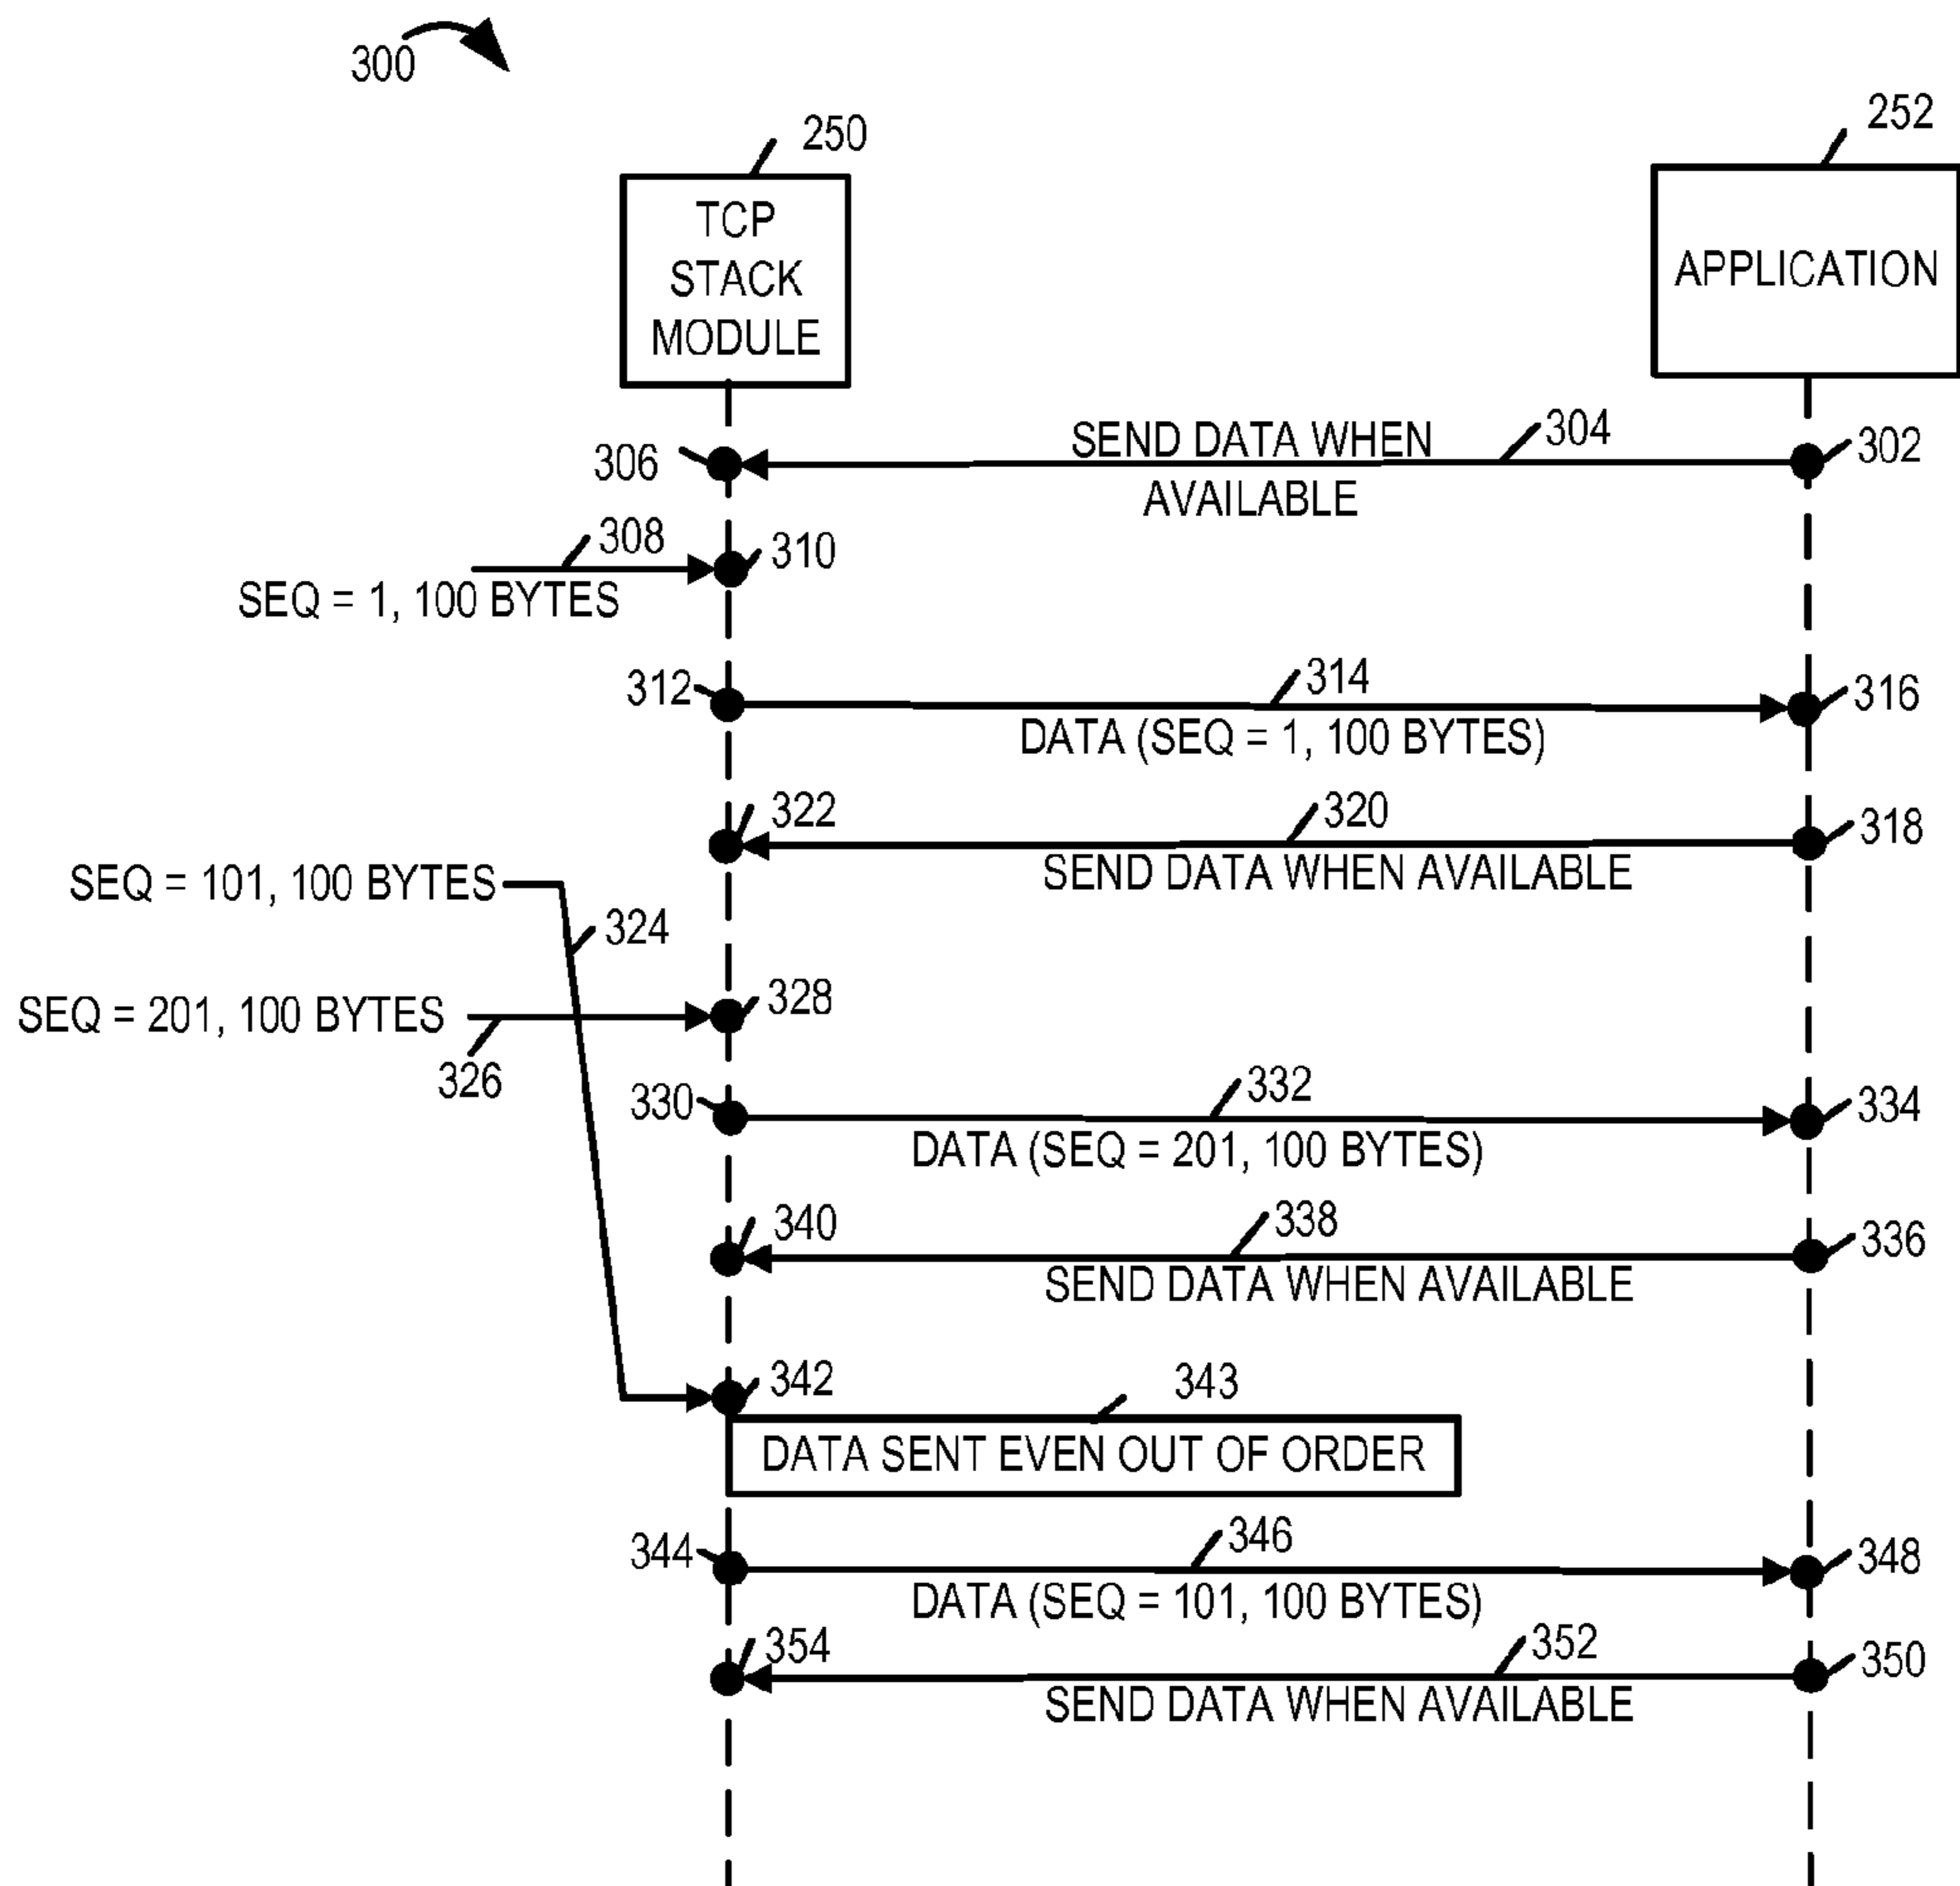 300
250
252
TCP
STACK
MODULE
APPLICATION
SEND DATA WHEN
AVAILABLE
304
302
306
308
310
SEQ = 1, 100 BYTES
312
314
316
DATA (SEQ = 1, 100 BYTES)
322
320
318
SEND DATA WHEN AVAILABLE
SEQ = 101, 100 BYTES
324
328
SEQ = 201, 100 BYTES
326
330
332
334
DATA (SEQ = 201, 100 BYTES)
340
338
336
SEND DATA WHEN AVAILABLE
342
343
DATA SENT EVEN OUT OF ORDER
344
346
348
DATA (SEQ = 101, 100 BYTES)
354
352
350
SEND DATA WHEN AVAILABLE